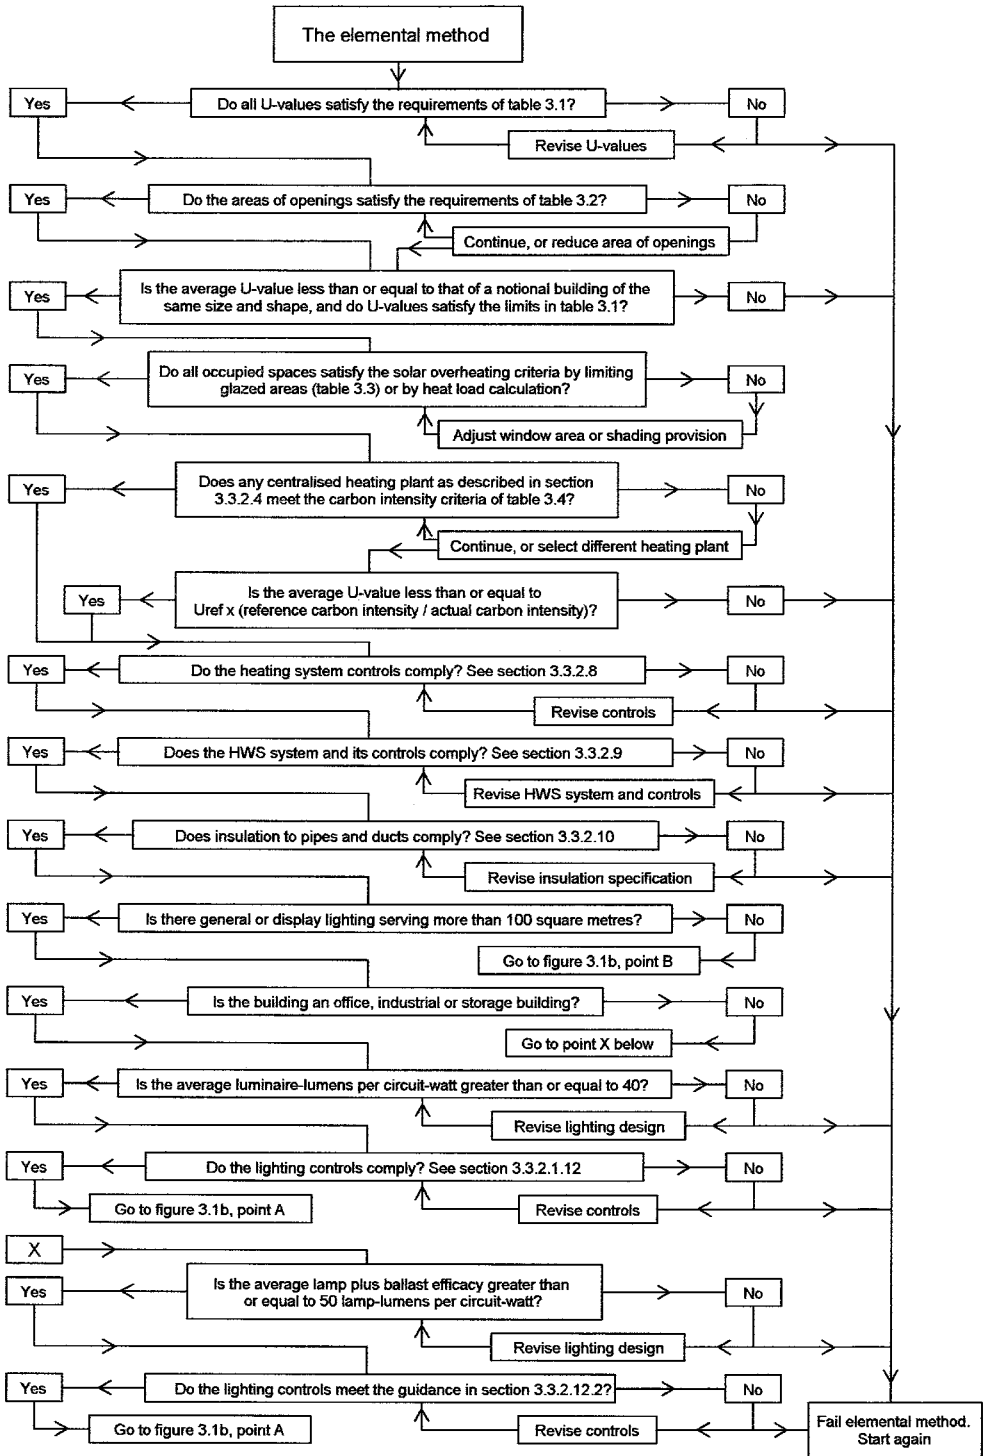 The elemental method
Yes
Do all U-values satisfy the requirements of table 3.1?
No
Revise U-values
Yes
Do the areas of openings satisfy the requirements of table 3.2?
No
Continue, or reduce area of openings
Yes
Is the average U-value less than or equal to that of a notional building of the
same size and shape, and do U-values satisfy the limits in table 3.1?
No
Yes
Do all occupied spaces satisfy the solar overheating criteria by limiting
glazed areas (table 3.3) or by heat load calculation?
No
Adjust window area or shading provision
Yes
Does any centralised heating plant as described in section
3.3.2.4 meet the carbon intensity criteria of table 3.4?
No
Continue, or select different heating plant
Yes
Is the average U-value less than or equal to
Uref x (reference carbon intensity / actual carbon intensity)?
No
Yes
Do the heating system controls comply? See section 3.3.2.8
No
Revise controls
Yes
Does the HWS system and its controls comply? See section 3.3.2.9
No
Revise HWS system and controls
Yes
Does insulation to pipes and ducts comply? See section 3.3.2.10
No
Revise insulation specification
Yes
Is there general or display lighting serving more than 100 square metres?
No
Go to figure 3.1b, point B
Yes
Is the building an office, industrial or storage building?
No
Go to point X below
Yes
Is the average luminaire-lumens per circuit-watt greater than or equal to 40?
No
Revise lighting design
Yes
Do the lighting controls comply? See section 3.3.2.1.12
No
Go to figure 3.1b, point A
Revise controls
X
Yes
Is the average lamp plus ballast efficacy greater than
or equal to 50 lamp-lumens per circuit-watt?
No
Revise lighting design
Yes
Do the lighting controls meet the guidance in section 3.3.2.12.2?
No
Go to figure 3.1b, point A
Revise controls
Fail elemental method.
Start again